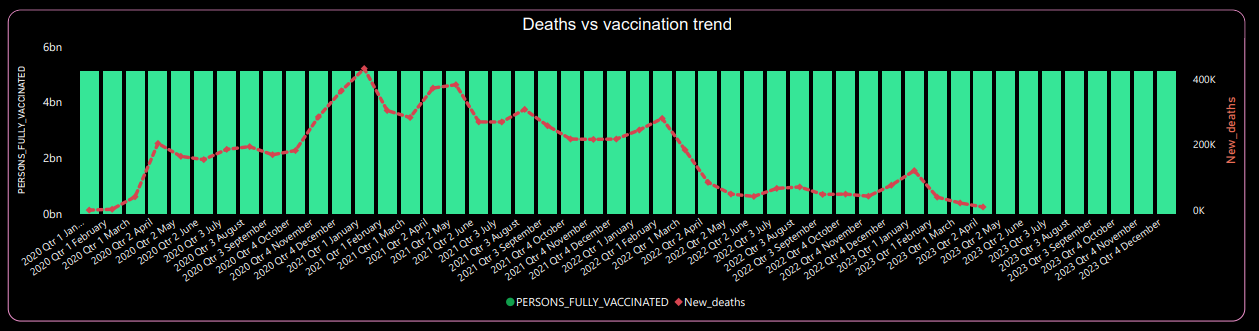 Deaths vs vaccination trend
PERSONS_FULLY_VACCINATED
6bn
4bn
2bn
0bn
400K
200K
0K
New_deaths
2020 Qtr 1 Jan...
2020 Qtr 1 February
2020 Qtr 1 March
2020 Qtr 2 April
2020 Qtr 2 May
2020 Qtr 2 June
2020 Qtr 3 July
2020 Qtr 3 August
2020 Qtr 3 September
2020 Qtr 4 October
2020 Qtr 4 November
2020 Qtr 4 December
2021 Qtr 1 January
2021 Qtr 1 February
2021 Qtr 1 March
2021 Qtr 2 April
2021 Qtr 2 May
2021 Qtr 2 June
2021 Qtr 3 July
2021 Qtr 3 August
2021 Qtr 3 September
2021 Qtr 4 October
2021 Qtr 4 November
2021 Qtr 4 December
2022 Qtr 1 January
2022 Qtr 1 February
2022 Qtr 1 March
2022 Qtr 2 April
2022 Qtr 2 May
2022 Qtr 2 June
2022 Qtr 3 July
2022 Qtr 3 August
2022 Qtr 3 September
2022 Qtr 4 October
2022 Qtr 4 November
2022 Qtr 4 December
2023 Qtr 1 January
2023 Qtr 1 February
2023 Qtr 1 March
2023 Qtr 2 April
2023 Qtr 2 May
2023 Qtr 2 June
2023 Qtr 3 July
2023 Qtr 3 August
2023 Qtr 3 September
2023 Qtr 4 October
2023 Qtr 4 November
2023 Qtr 4 December
PERSONS_FULLY_VACCINATED New_deaths